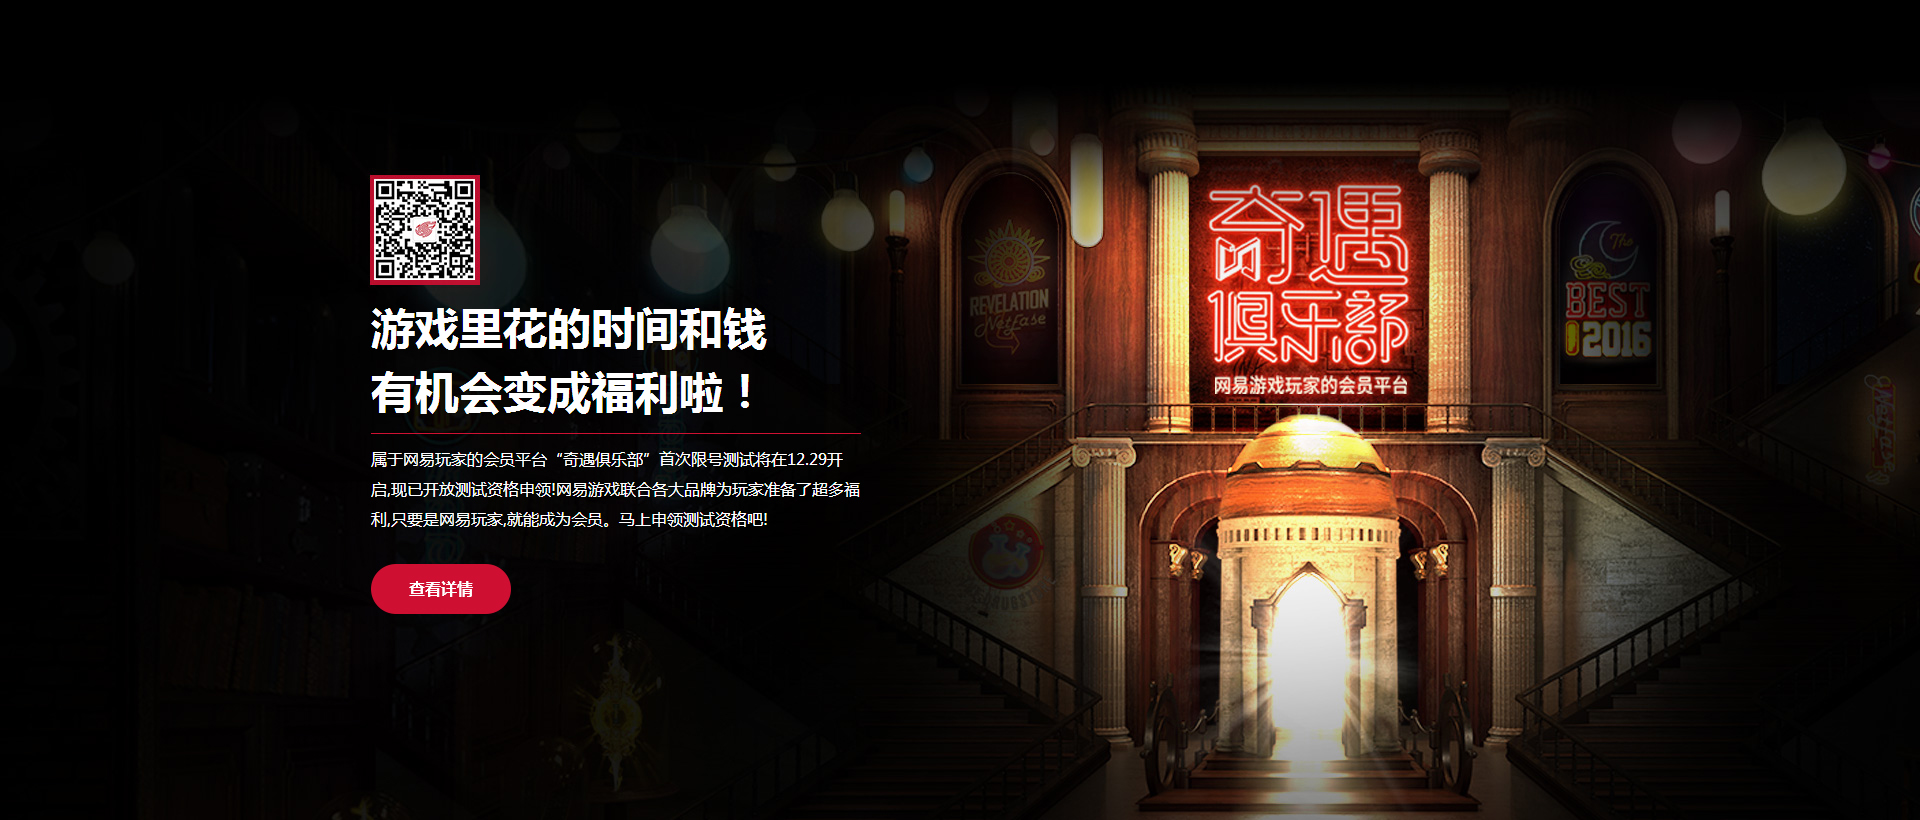 游戏里花的时间和钱
有机会变成福利啦！
属于网易玩家的会员平台“奇遇俱乐部”首次限号测试将在12.29开
启,现已开放测试资格申领!网易游戏联合各大品牌为玩家准备了超多福
利,只要是网易玩家,就能成为会员。马上申领测试资格吧!
查看详情
REVELATION
NetEase
奇遇
俱乐部
网易游戏玩家的会员平台
The
BEST
2016